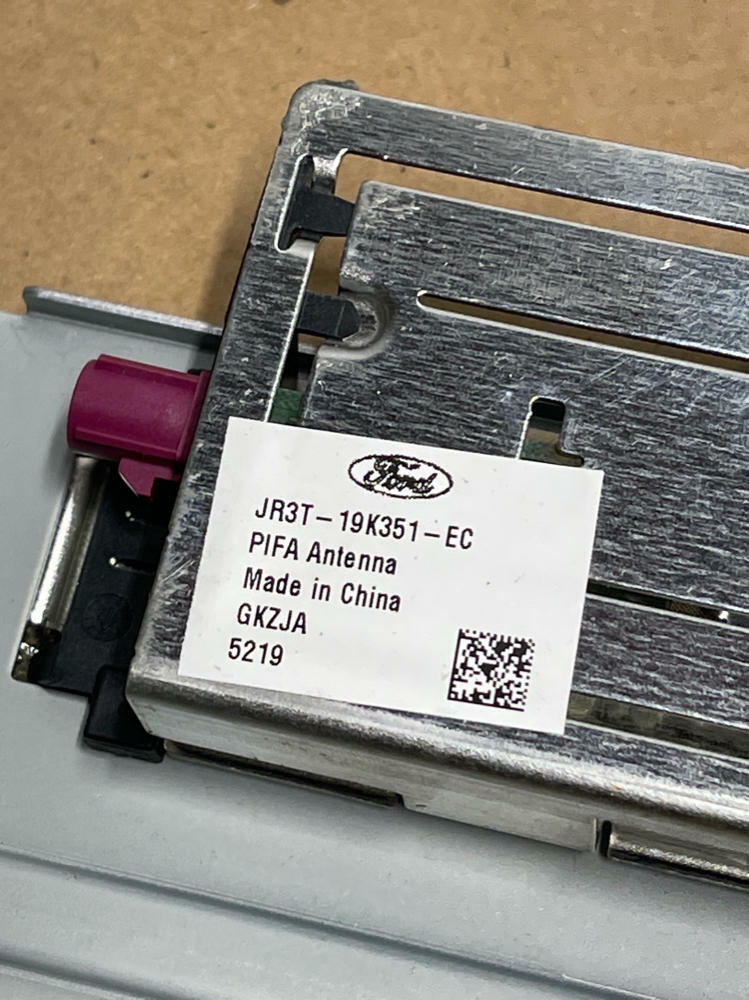 Ford
JR3T-19K351-EC
PIFA Antenna
Made in China
GKZJA
5219